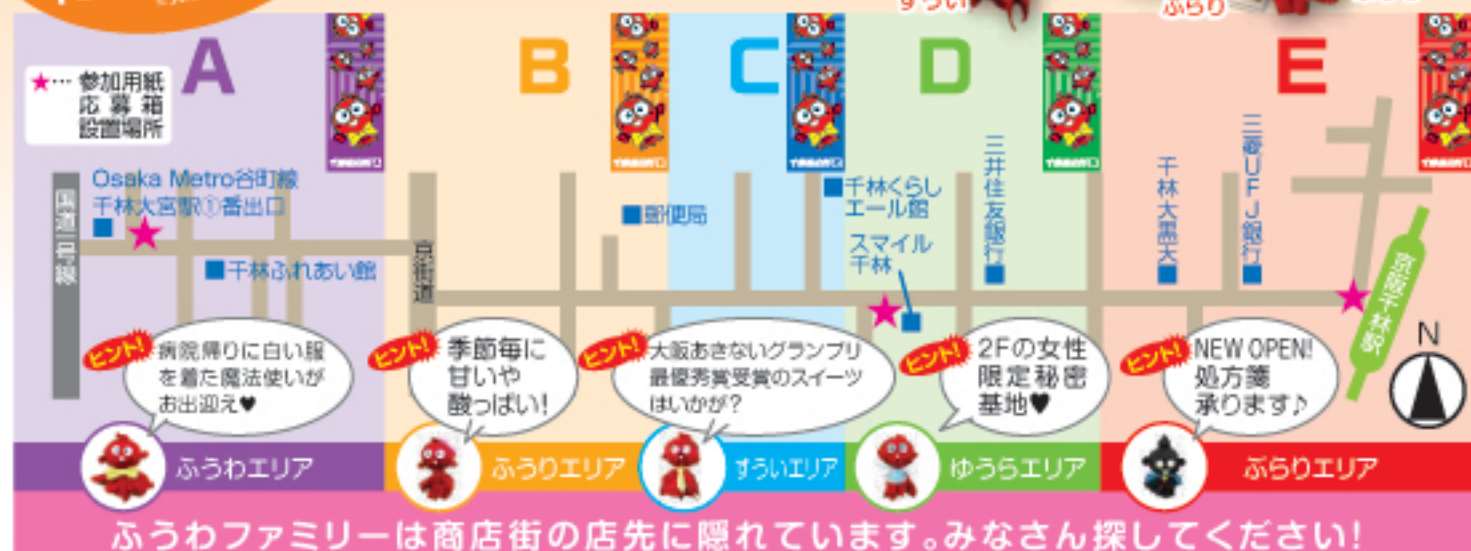 すうい
ぷらり
A
B
C
D
E
★… 参加用紙
応募箱
設置場所
Osaka Metro谷町線
千林大宮駅①番出口
国道一号線
■千林ふれあい館
京街道
■郵便局
■千林くらし
エール館
スマイル
千林
三井住友銀行
千林大黒天
三菱UFJ銀行
京阪千林駅
N
ヒント!
病院帰りに白い服
を着た魔法使いが
お出迎え♥
ヒント!
季節毎に
甘いや
酸っぱい!
ヒント!
大阪あきないグランプリ
最優秀賞受賞のスイーツ
はいかが?
ヒント!
2Fの女性
限定秘密
基地♥
ヒント!
NEW OPEN!
処方箋
承ります♪
ふうわエリア
ふうりエリア
すういエリア
ゆうらエリア
ぷらりエリア
ふうわファミリーは商店街の店先に隠れています。みなさん探してください!